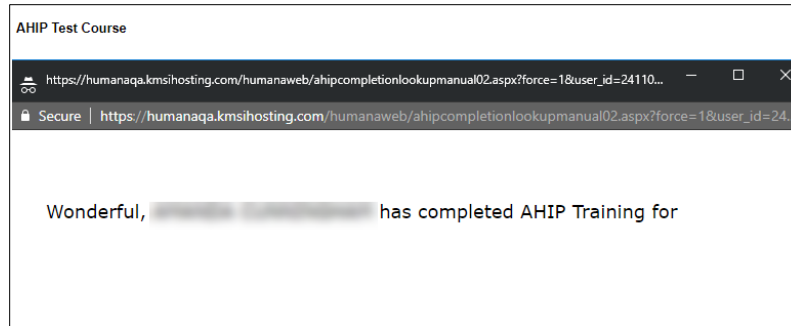 AHIP Test Course
https://humanaqa.kmsihosting.com/humanaweb/ahipcompletionlookupmanual02.aspx?force=1&user_id=24110...
Secure | https://humanaqa.kmsihosting.com/humanaweb/ahipcompletionlookupmanual02.aspx?force=1&user_id=24.
Wonderful, has completed AHIP Training for